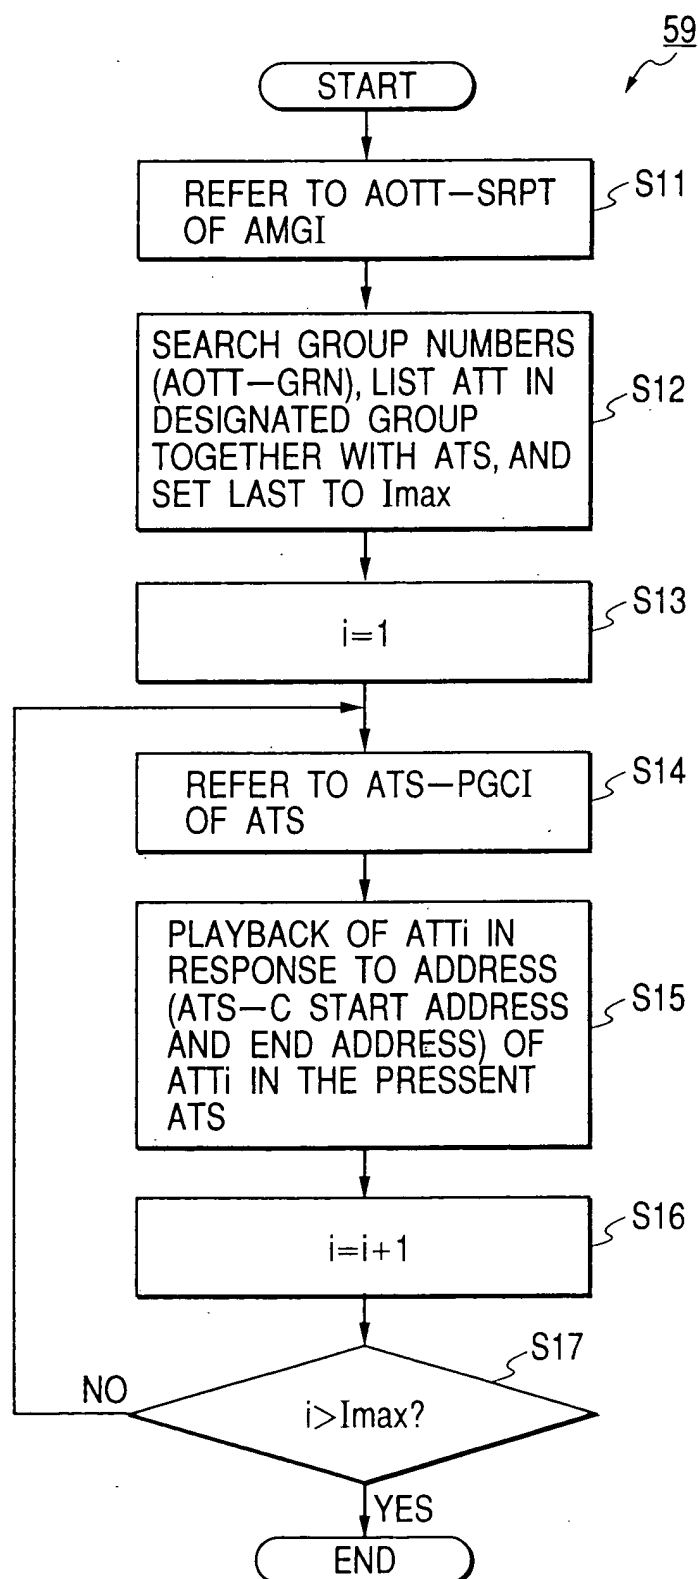 59
START
REFER TO AOTT-SRPT
OF AMGI
S11
SEARCH GROUP NUMBERS
(AOTT-GRN), LIST ATT IN
DESIGNATED GROUP
TOGETHER WITH ATS, AND
SET LAST TO Imax
S12
i=1
S13
REFER TO ATS-PGCI
OF ATS
S14
PLAYBACK OF ATTi IN
RESPONSE TO ADDRESS
(ATS-C START ADDRESS
AND END ADDRESS) OF
ATTi IN THE PRESSENT
ATS
S15
i=i+1
S16
i>Imax?
S17
NO
YES
END